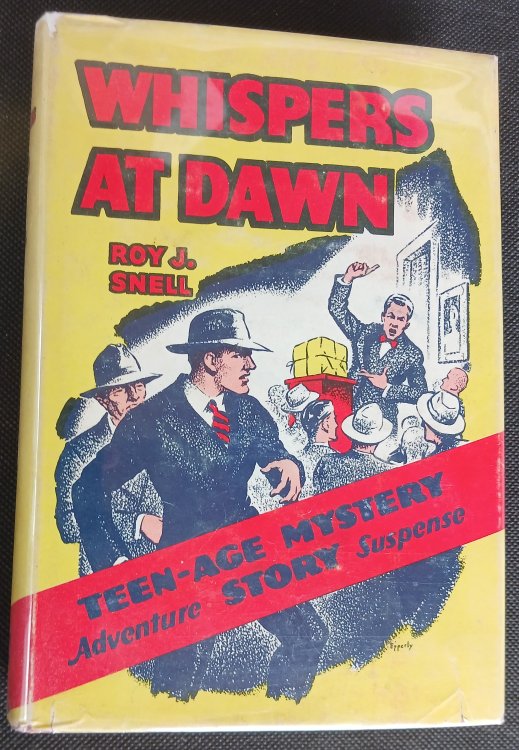 WHISPERS
AT DAWN
ROY J.
SNELL
TEEN-AGE MYSTERY
Adventure STORY Suspense
Epperly